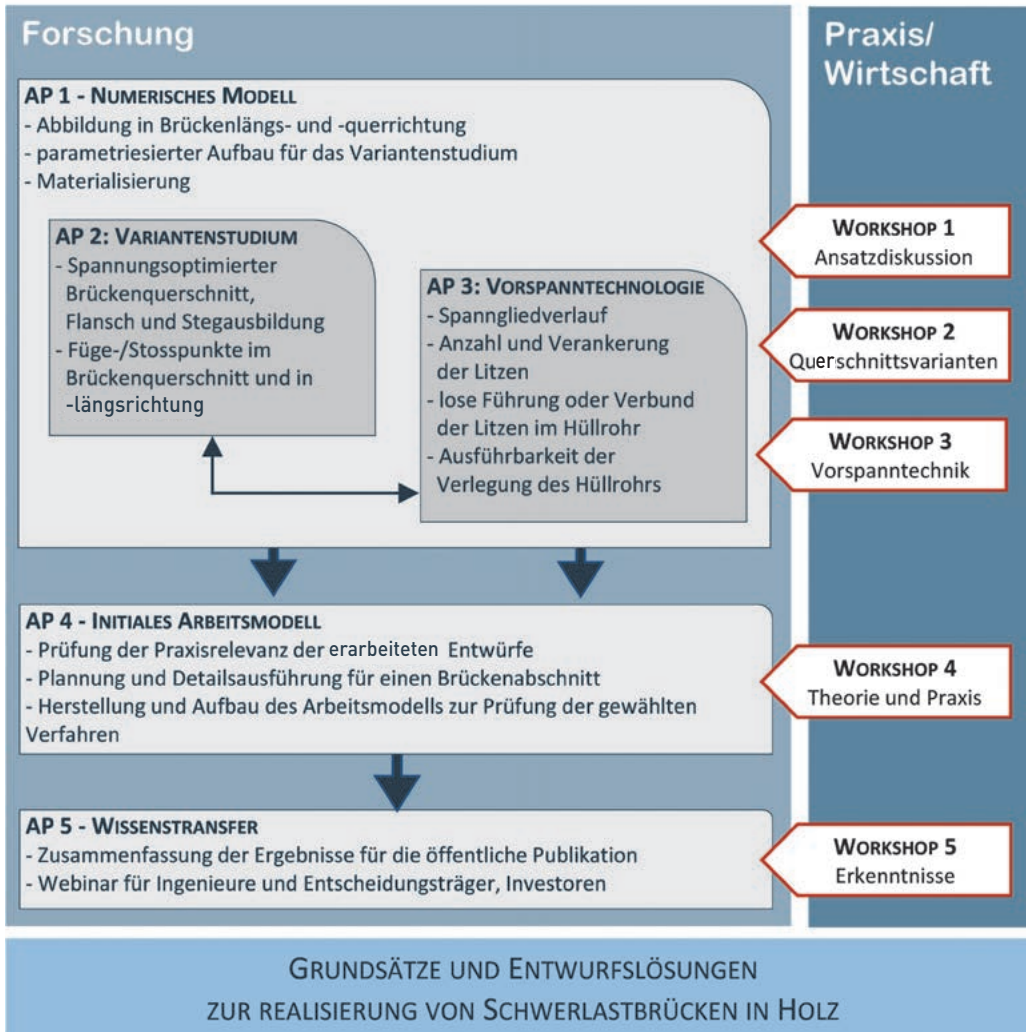 Forschung
AP 1 - NUMERISCHES MODELL
- Abbildung in Brückenlängs- und -querrichtung
- parametriesierter Aufbau für das Variantenstudium
- Materialisierung
AP 2: VARIANTENSTUDIUM
- Spannungsoptimierter
Brückenquerschnitt,
Flansch und Stegausbildung
- Füge-/Stosspunkte im
Brückenquerschnitt und in
-längsrichtung
AP 3: VORSPANNTECHNOLOGIE
- Spanngliedverlauf
- Anzahl und Verankerung
der Litzen
- lose Führung oder Verbund
der Litzen im Hüllrohr
- Ausführbarkeit der
Verlegung des Hüllrohrs
AP 4 - INITIALES ARBEITSMODELL
- Prüfung der Praxisrelevanz der erarbeiteten Entwürfe
- Plannung und Detailsausführung für einen Brückenabschnitt
- Herstellung und Aufbau des Arbeitsmodells zur Prüfung der gewählten
Verfahren
AP 5 - WISSENSTRANSFER
- Zusammenfassung der Ergebnisse für die öffentliche Publikation
- Webinar für Ingenieure und Entscheidungsträger, Investoren
Praxis/
Wirtschaft
WORKSHOP 1
Ansatzdiskussion
WORKSHOP 2
Querschnittsvarianten
WORKSHOP 3
Vorspanntechnik
WORKSHOP 4
Theorie und Praxis
WORKSHOP 5
Erkenntnisse
GRUNDSÄTZE UND ENTWURFSLÖSUNGEN
ZUR REALISIERUNG VON SCHWERLASTBRÜCKEN IN HOLZ